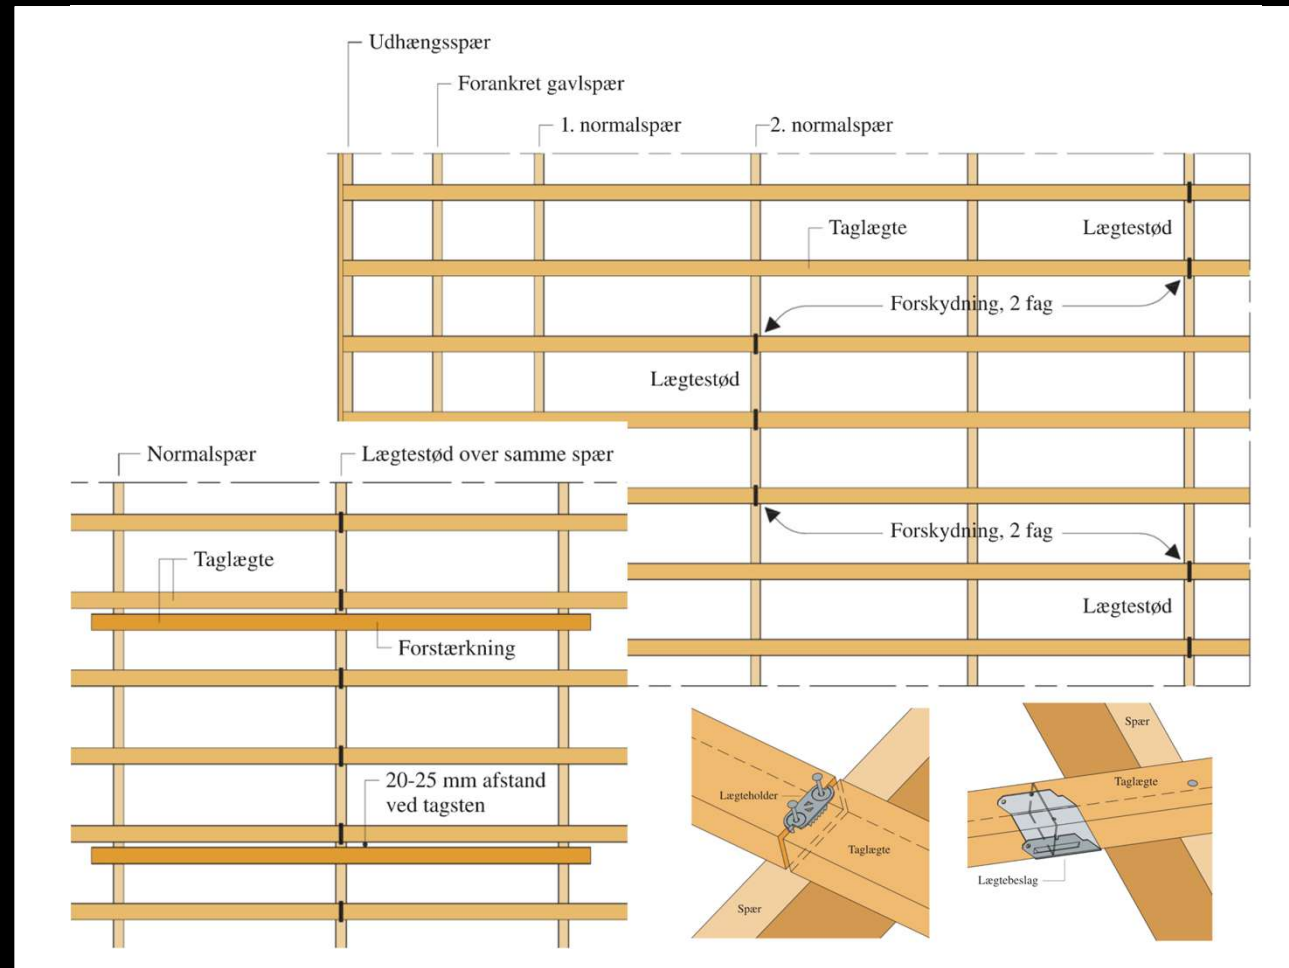 Udhængsspær
Forankret gavlspær
1. normalspær
2. normalspær
Taglægte
Lægtestød
Forskydning, 2 fag
Lægtestød
Normalspær
Lægtestød over samme spær
Forskydning, 2 fag
Taglægte
Lægtestød
Forstærkning
20-25 mm afstand
ved tagsten
Lægteholder
Taglægte
Spær
Spær
Taglægte
Lægtebeslag